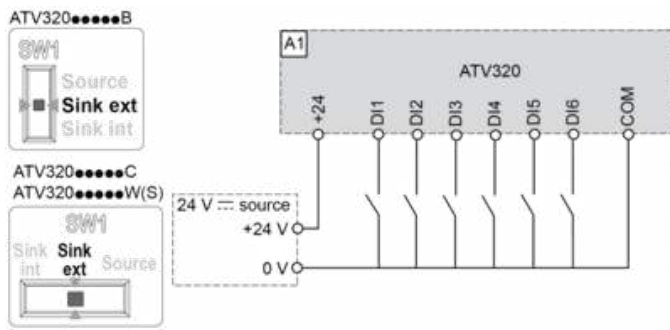 ATV320●●●●●B
SW1
Source
Sink ext
Sink int
ATV320●●●●●C
ATV320●●●●●W(S)
SW1
Sink int
Sink ext
Source
A1
ATV320
+24
DI1
DI2
DI3
DI4
DI5
DI6
COM
24 V ⎓ source
+24 V
0 V